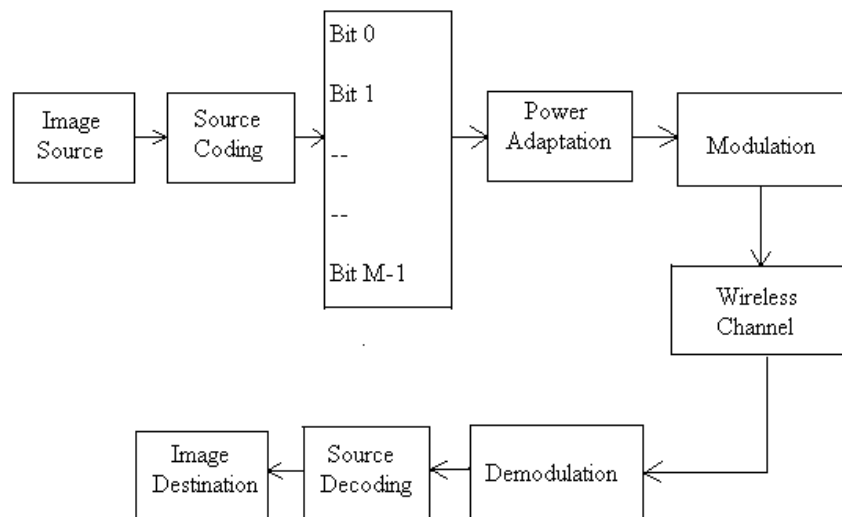 Image
Source
Source
Coding
Bit 0
Bit 1
--
--
Bit M-1
Power
Adaptation
Modulation
Wireless
Channel
Demodulation
Source
Decoding
Image
Destination